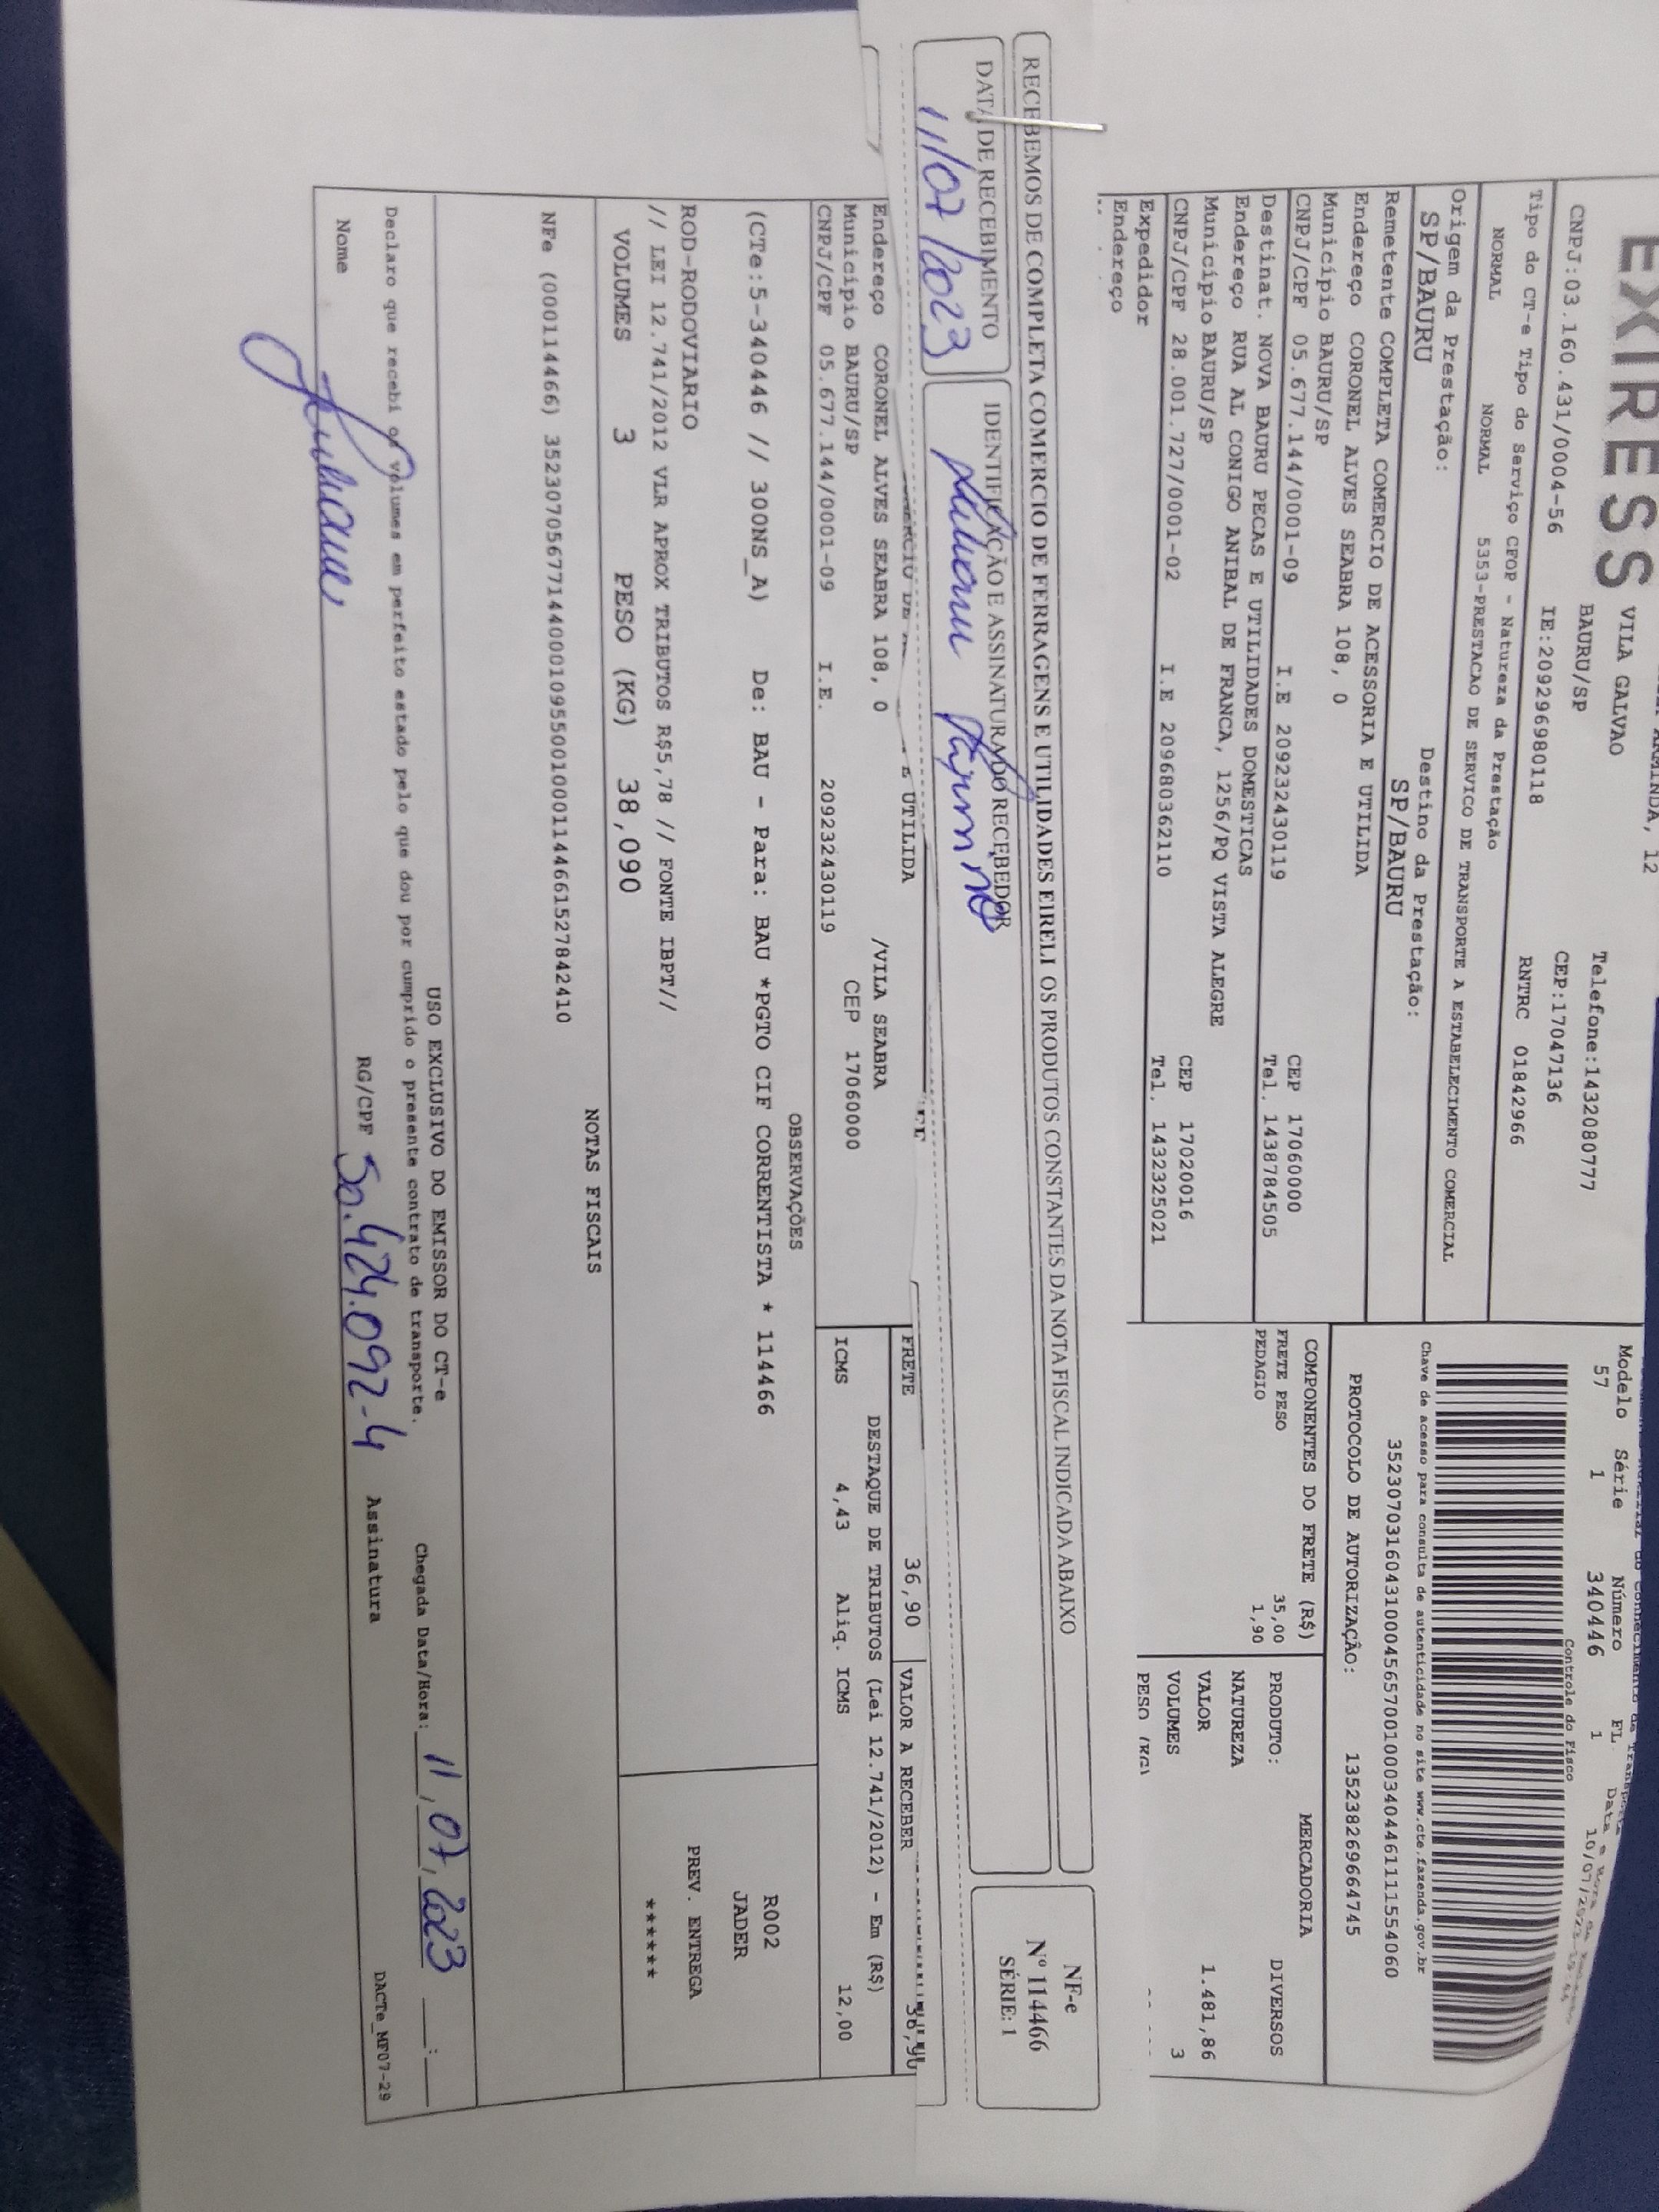 EXPRESS
ARMINDA, 12
VILA GALVAO
BAURU/SP
Telefone:1432080777
CEP:17047136
CNPJ:03.160.431/0004-56
IE:209296980118
RNTRC 01842966
Tipo do CT-e Tipo do Serviço CFOP - Natureza da Prestação
NORMAL NORMAL 5353-PRESTACAO DE SERVICO DE TRANSPORTE A ESTABELECIMENTO COMERCIAL
Origem da Prestação: Destino da Prestação:
SP/BAURU SP/BAURU
Remetente COMPLETA COMERCIO DE ACESSORIA E UTILIDA
Endereço CORONEL ALVES SEABRA 108, 0
Município BAURU/SP CEP 17060000
CNPJ/CPF 05.677.144/0001-09 I.E 209232430119 Tel. 1438784505
Destinat. NOVA BAURU PECAS E UTILIDADES DOMESTICAS
Endereço RUA AL CONIGO ANIBAL DE FRANCA, 1256/PQ VISTA ALEGRE
Município BAURU/SP CEP 17020016
CNPJ/CPF 28.001.727/0001-02 I.E 209680362110 Tel. 1432325021
Expedidor
Endereço
Modelo Série Número FL Data e Hora de
57 1 340446 1 10/07/2023
Controle do Fisco
Chave de acesso para consulta de autenticidade no site www.cte.fazenda.gov.br
35230703160431000456570010003404461111554060
PROTOCOLO DE AUTORIZAÇÃO: 135238269664745
COMPONENTES DO FRETE (R$)
FRETE PESO 35,00
PEDAGIO 1,90
MERCADORIA
PRODUTO: DIVERSOS
NATUREZA
VALOR 1.481,86
VOLUMES 3
PESO (KG)
RECEBEMOS DE COMPLETA COMERCIO DE FERRAGENS E UTILIDADES EIRELI OS PRODUTOS CONSTANTES DA NOTA FISCAL INDICADA ABAIXO
DATA DE RECEBIMENTO
11/07/2023
IDENTIFICAÇÃO E ASSINATURA DO RECEBEDOR
NF-e
Nº 114466
SÉRIE: 1
E UTILIDA
Endereço CORONEL ALVES SEABRA 108, 0 /VILA SEABRA
Município BAURU/SP CEP 17060000
CNPJ/CPF 05.677.144/0001-09 I.E. 209232430119
FRETE 36,90 VALOR A RECEBER 36,90
DESTAQUE DE TRIBUTOS (Lei 12.741/2012) - Em (R$)
ICMS 4,43 Aliq. ICMS 12,00
OBSERVAÇÕES
(CTe:5-340446 // 300NS_A) De: BAU - Para: BAU *PGTO CIF CORRENTISTA * 114466
R002
JADER
ROD-RODOVIARIO
// LEI 12.741/2012 VLR APROX TRIBUTOS R$5,78 // FONTE IBPT//
PREV. ENTREGA
******
VOLUMES 3 PESO (KG) 38,090
NOTAS FISCAIS
NFe (000114466) 35230705677144000109550010001144661527842410
USO EXCLUSIVO DO EMISSOR DO CT-e
Declaro que recebi os volumes em perfeito estado pelo que dou por cumprido o presente contrato de transporte.
Chegada Data/Hora: 11/07/2023 :
Nome Juliane RG/CPF 50.424.092-4 Assinatura
DACTe_MF07-29